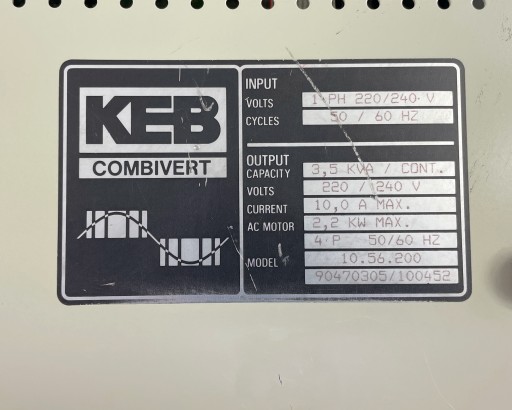 KEB
COMBIVERT
INPUT
VOLTS 1 PH 220/240 V
CYCLES 50 / 60 HZ
OUTPUT
CAPACITY 3,5 KVA / CONT.
VOLTS 220 / 240 V
CURRENT 10,0 A MAX.
AC MOTOR 2,2 KW MAX.
4 P 50/60 HZ
MODEL 10.56.200
90470305/100452